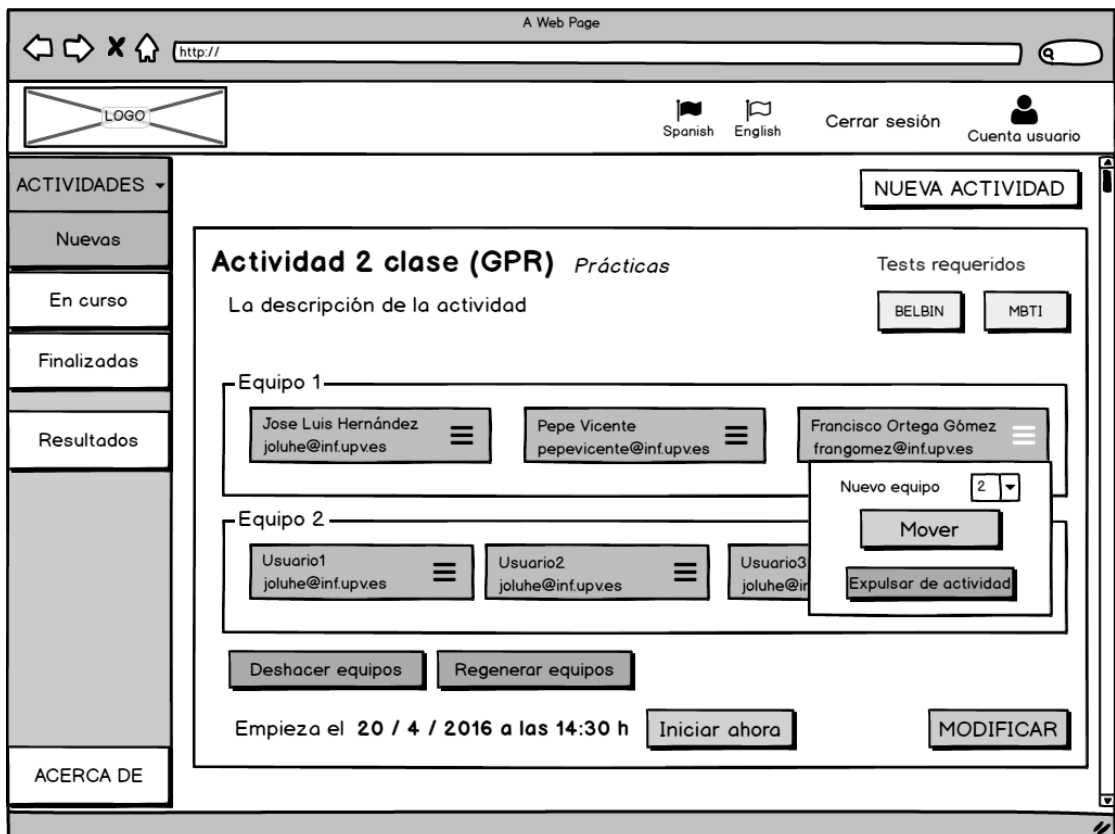 A Web Page
http://
LOGO
Spanish
English
Cerrar sesión
Cuenta usuario
ACTIVIDADES
NUEVA ACTIVIDAD
Nuevas
En curso
Finalizadas
Resultados
ACERCA DE
Actividad 2 clase (GPR) Prácticas
Tests requeridos
La descripción de la actividad
BELBIN
MBTI
Equipo 1
Jose Luis Hernández
joluhe@inf.upv.es
Pepe Vicente
pepevicente@inf.upv.es
Francisco Ortega Gómez
frangomez@inf.upv.es
Nuevo equipo 2
Mover
Expulsar de actividad
Equipo 2
Usuario1
joluhe@inf.upv.es
Usuario2
joluhe@inf.upv.es
Usuario3
joluhe@in
Deshacer equipos
Regenerar equipos
Empieza el 20 / 4 / 2016 a las 14:30 h
Iniciar ahora
MODIFICAR